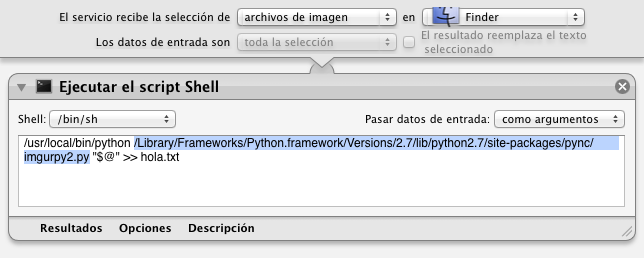 El servicio recibe la selección de archivos de imagen en Finder
Los datos de entrada son toda la selección El resultado reemplaza el texto
seleccionado
Ejecutar el script Shell
Shell: /bin/sh Pasar datos de entrada: como argumentos
/usr/local/bin/python /Library/Frameworks/Python.framework/Versions/2.7/lib/python2.7/site-packages/pync/
imgurpy2.py "$@" >> hola.txt
Resultados Opciones Descripción